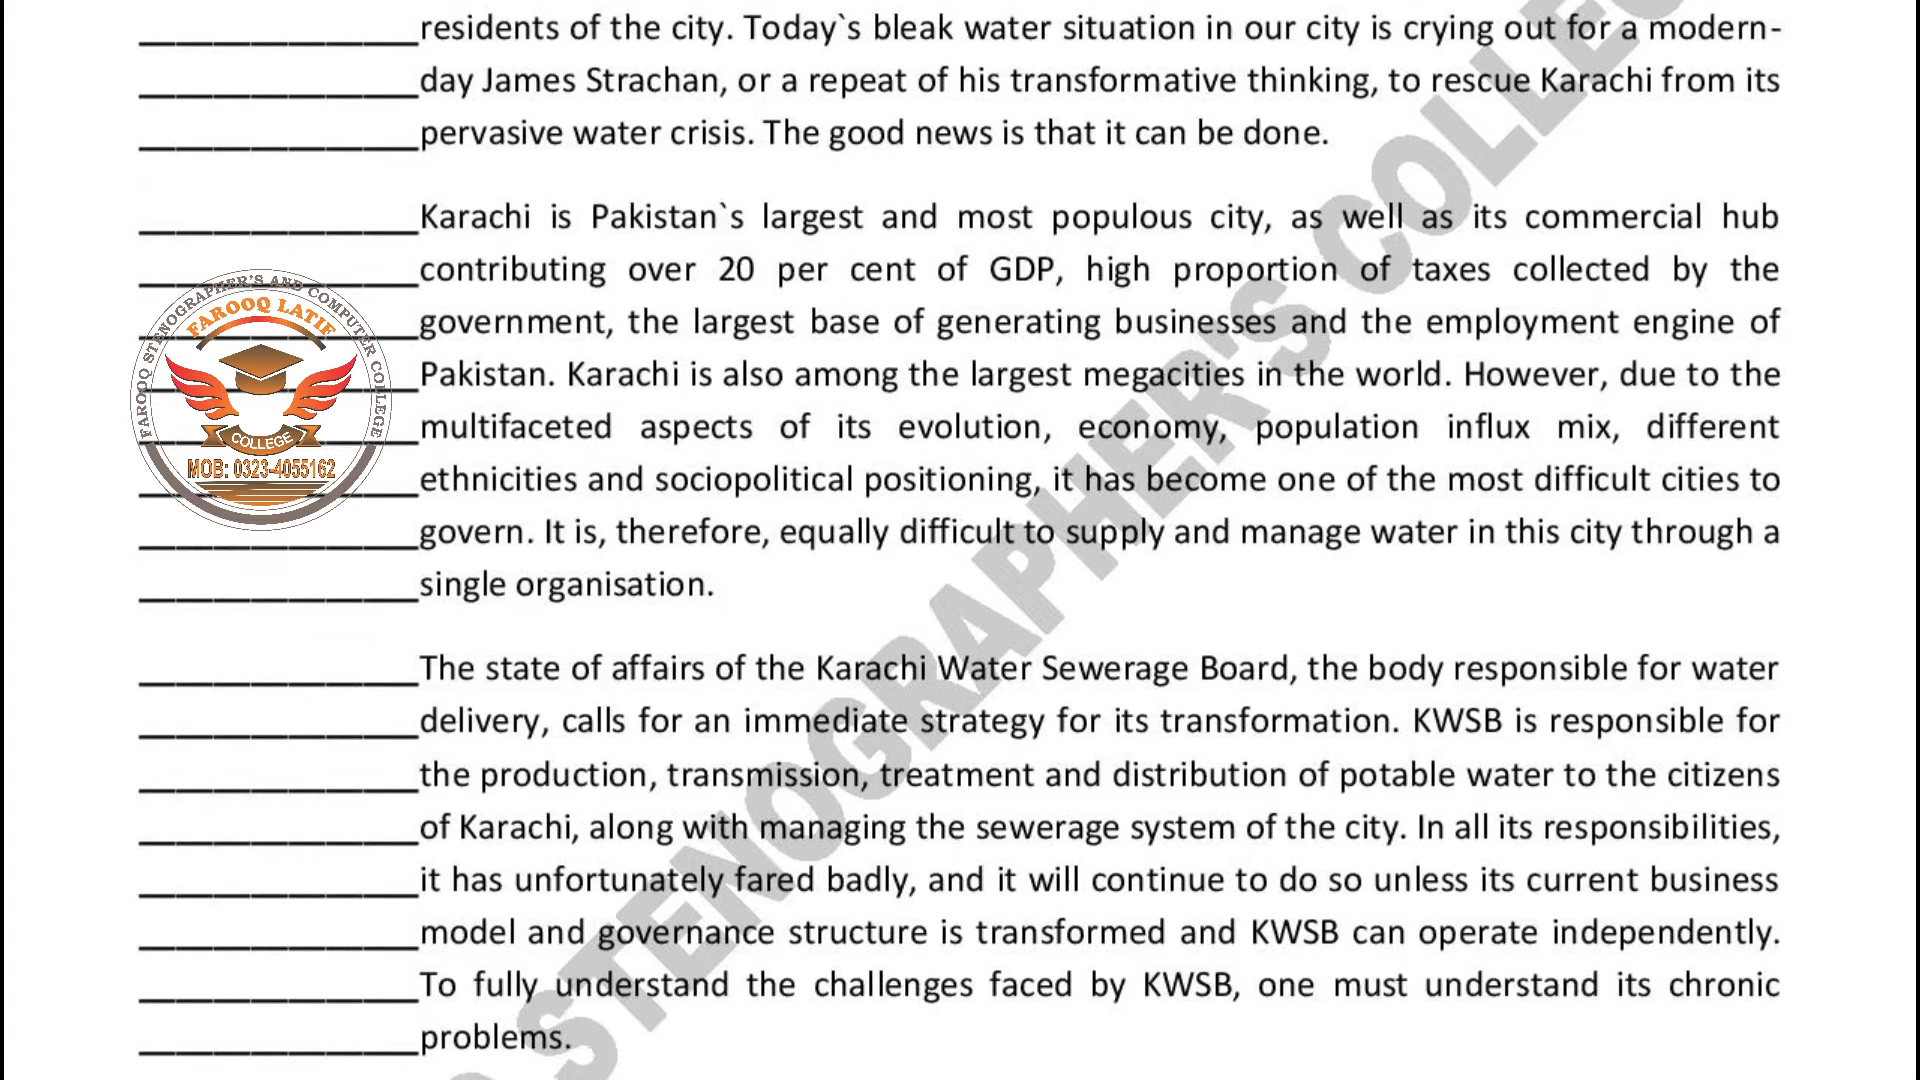 residents of the city. Today`s bleak water situation in our city is crying out for a modern-
day James Strachan, or a repeat of his transformative thinking, to rescue Karachi from its
pervasive water crisis. The good news is that it can be done.
Karachi is Pakistan`s largest and most populous city, as well as its commercial hub
contributing over 20 per cent of GDP, high proportion of taxes collected by the
government, the largest base of generating businesses and the employment engine of
Pakistan. Karachi is also among the largest megacities in the world. However, due to the
multifaceted aspects of its evolution, economy, population influx mix, different
ethnicities and sociopolitical positioning, it has become one of the most difficult cities to
govern. It is, therefore, equally difficult to supply and manage water in this city through a
single organisation.
The state of affairs of the Karachi Water Sewerage Board, the body responsible for water
delivery, calls for an immediate strategy for its transformation. KWSB is responsible for
the production, transmission, treatment and distribution of potable water to the citizens
of Karachi, along with managing the sewerage system of the city. In all its responsibilities,
it has unfortunately fared badly, and it will continue to do so unless its current business
model and governance structure is transformed and KWSB can operate independently.
To fully understand the challenges faced by KWSB, one must understand its chronic
problems.
FAROOQ STENOGRAPHER'S AND COMPUTER COLLEGE
FAROOQ LATIF
COLLEGE
MOB: 0323-4055162
STENOGRAPHER'S COLLEG